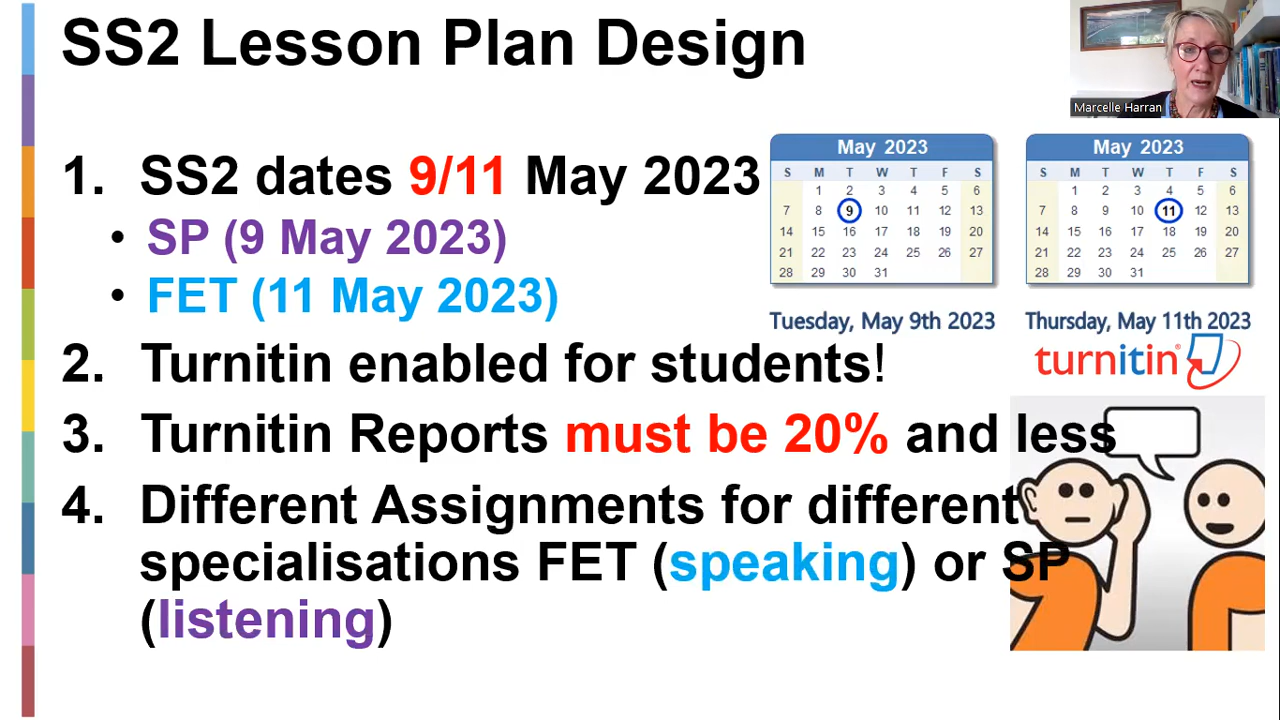 SS2 Lesson Plan Design
Marcelle Harran
1. SS2 dates 9/11 May 2023
• SP (9 May 2023)
• FET (11 May 2023)
2. Turnitin enabled for students!
3. Turnitin Reports must be 20% and less
4. Different Assignments for different
specialisations FET (speaking) or SP
(listening)
May 2023
S M T W T F S
1 2 3 4 5 6
7 8 9 10 11 12 13
14 15 16 17 18 19 20
21 22 23 24 25 26 27
28 29 30 31
Tuesday, May 9th 2023
May 2023
S M T W T F S
1 2 3 4 5 6
7 8 9 10 11 12 13
14 15 16 17 18 19 20
21 22 23 24 25 26 27
28 29 30 31
Thursday, May 11th 2023
turnitin®